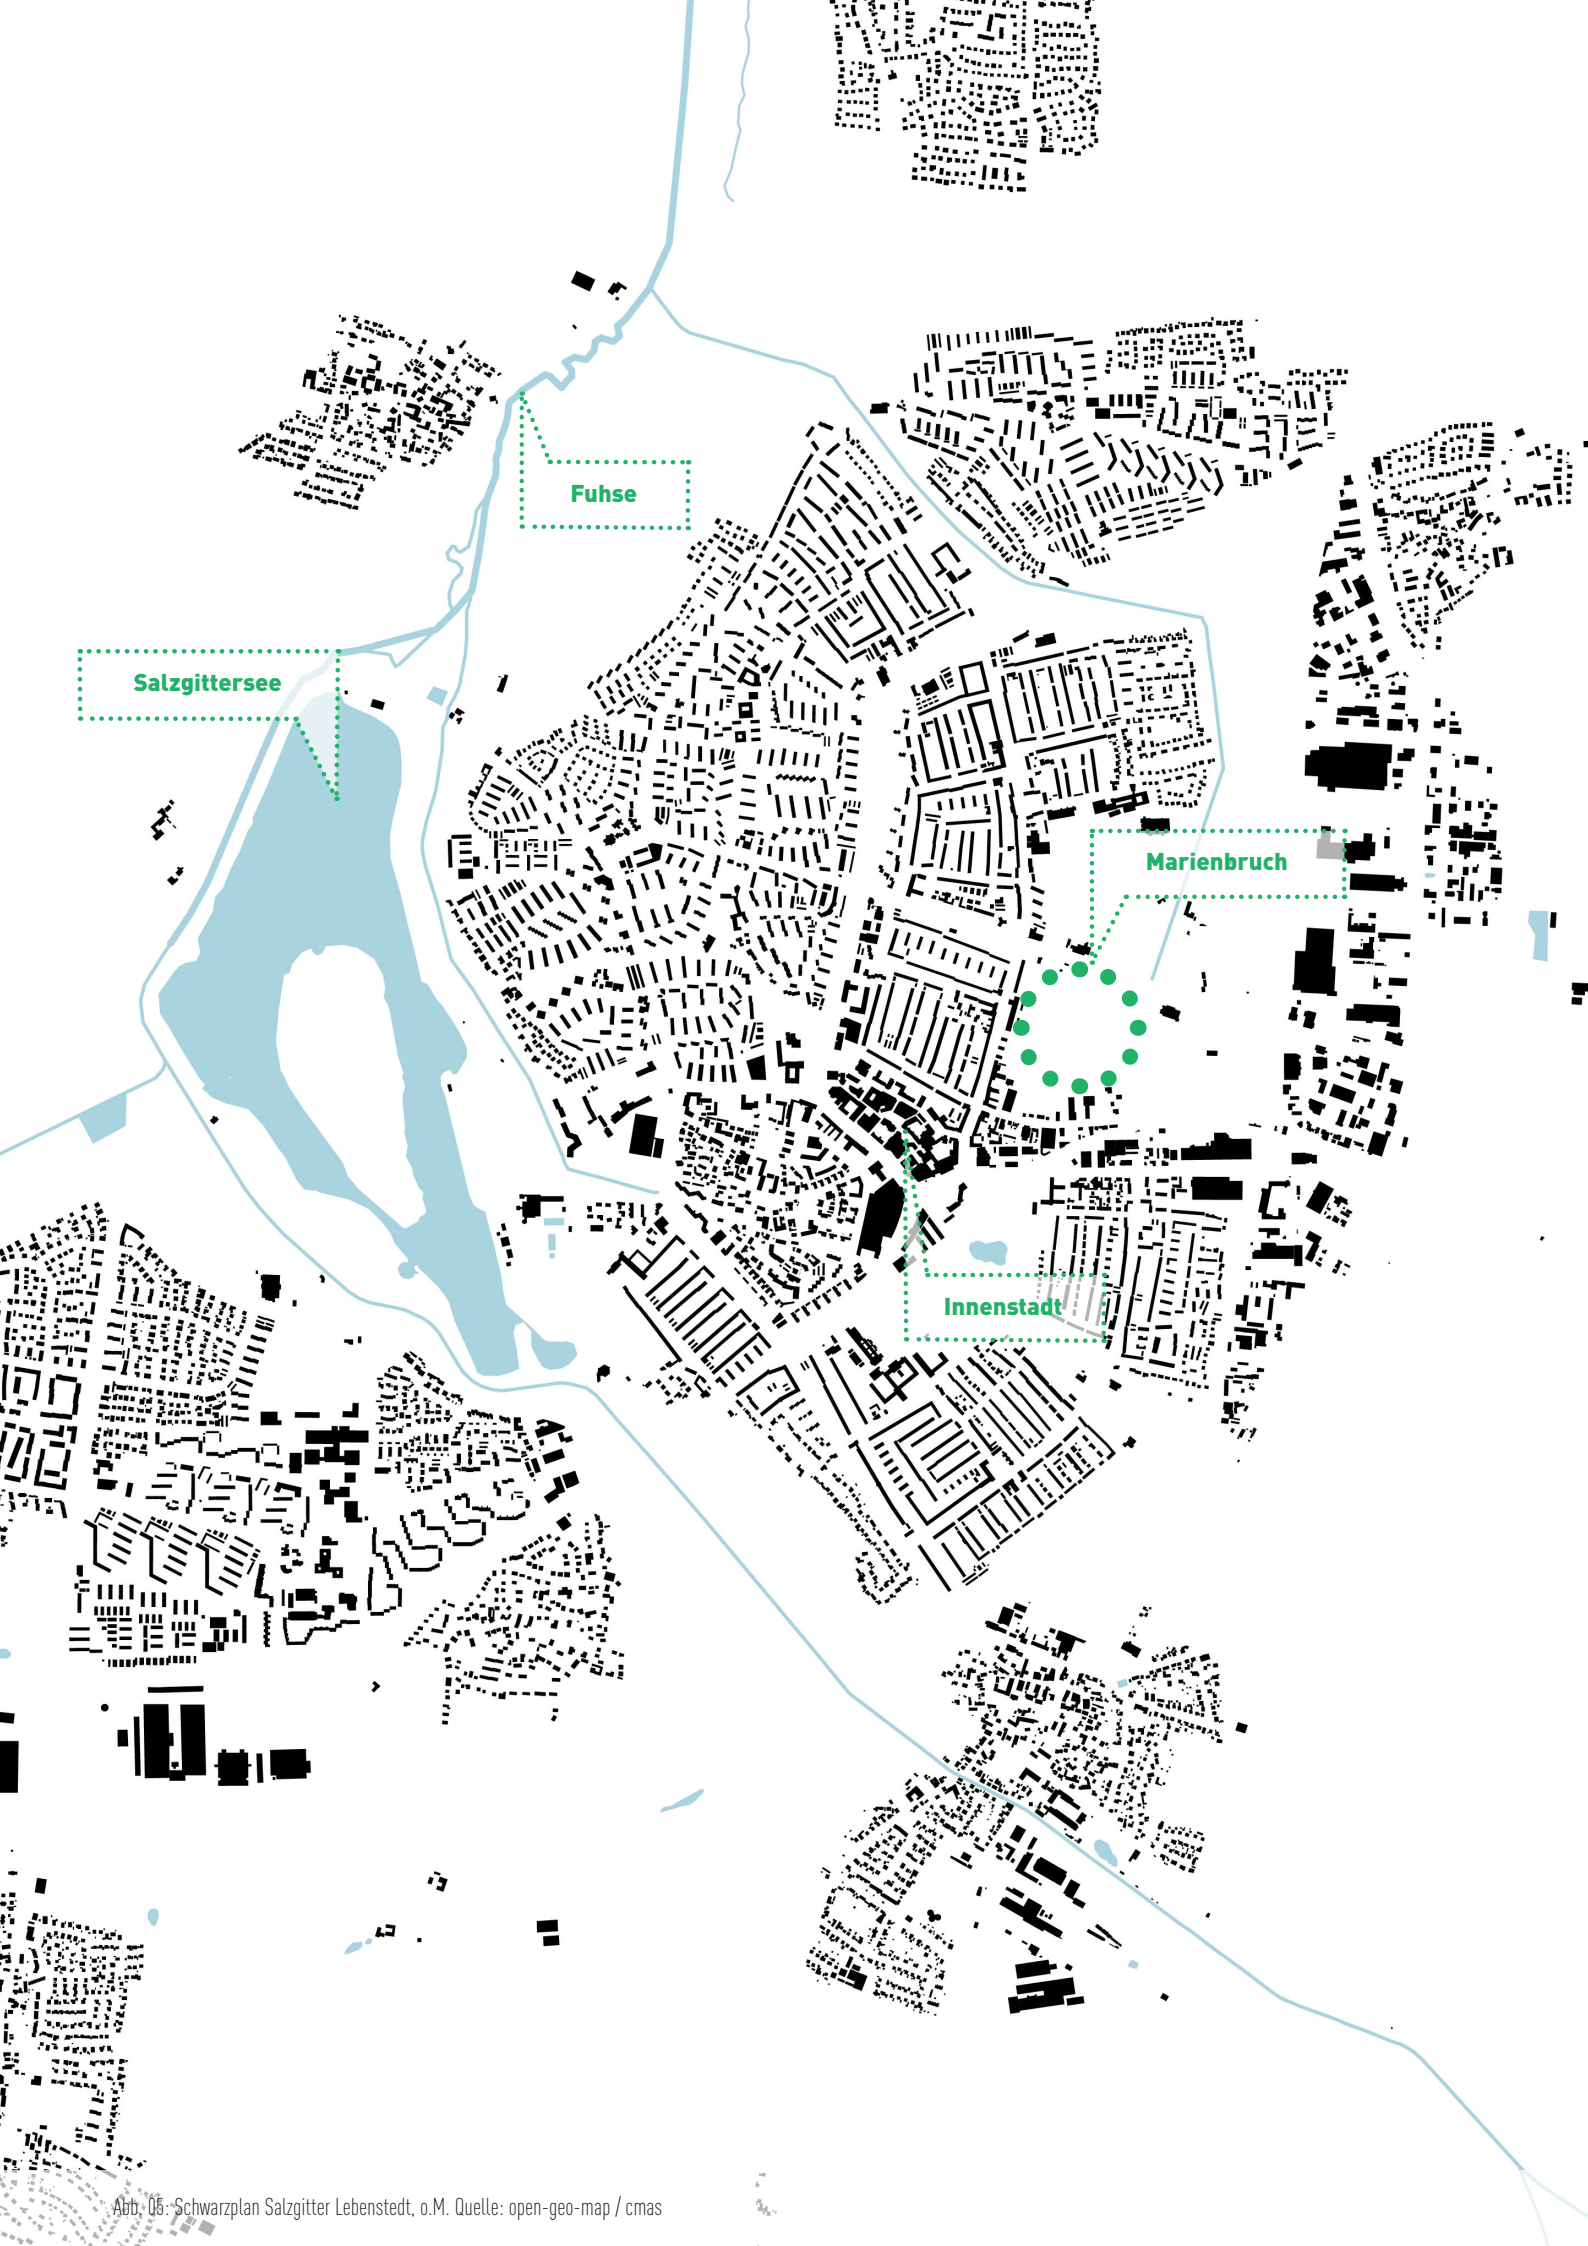 Fuhse
Salzgittersee
Marienbruch
Innenstadt
Abb. 05: Schwarzplan Salzgitter Lebenstedt, o.M. Quelle: open-geo-map / cmas